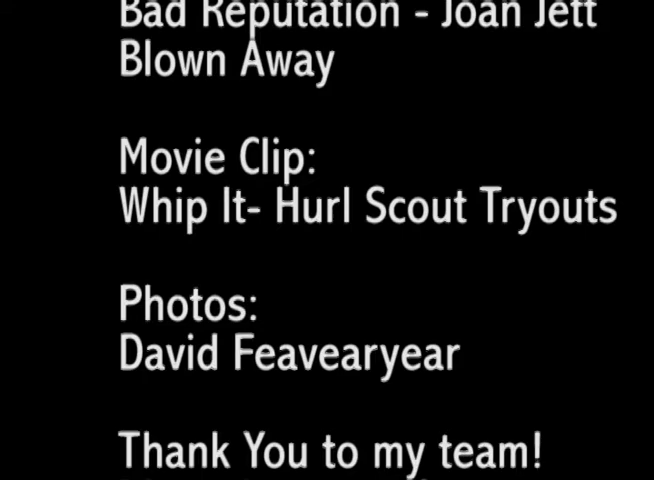 Bad Reputation - Joan Jett
Blown Away
Movie Clip:
Whip It- Hurl Scout Tryouts
Photos:
David Feavearyear
Thank You to my team!